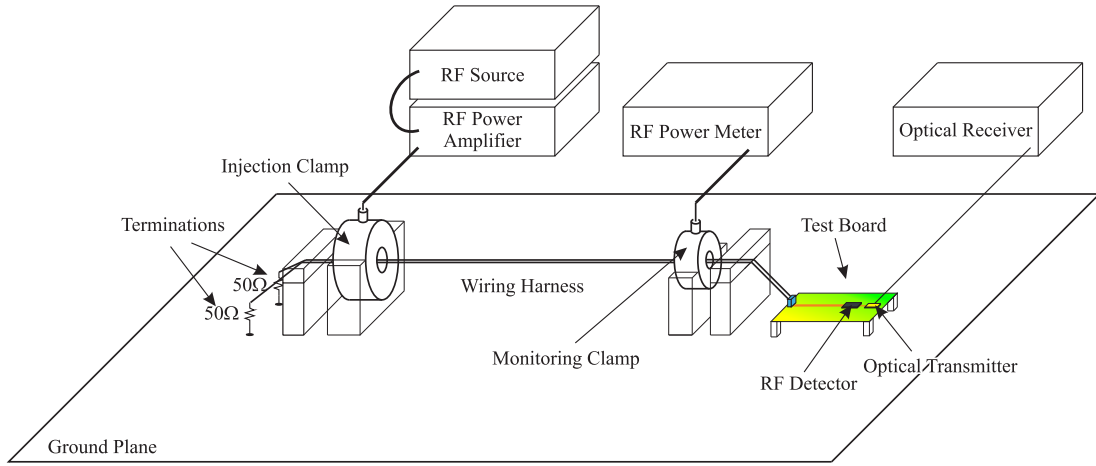 RF Source
RF Power
Amplifier
RF Power Meter
Optical Receiver
Injection Clamp
Terminations
Test Board
50Ω
50Ω
Wiring Harness
Monitoring Clamp
Optical Transmitter
RF Detector
Ground Plane